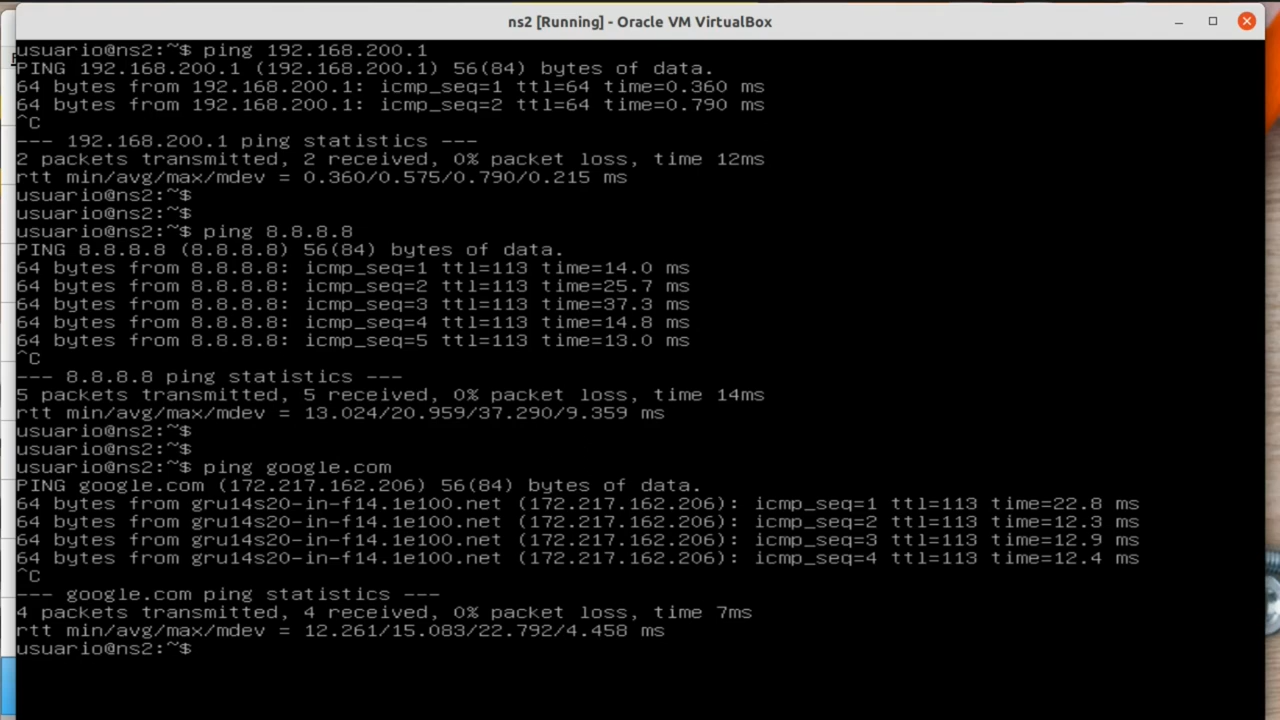 ns2 [Running] - Oracle VM VirtualBox
usuario@ns2:~$ ping 192.168.200.1
PING 192.168.200.1 (192.168.200.1) 56(84) bytes of data.
64 bytes from 192.168.200.1: icmp_seq=1 ttl=64 time=0.360 ms
64 bytes from 192.168.200.1: icmp_seq=2 ttl=64 time=0.790 ms
^C
--- 192.168.200.1 ping statistics ---
2 packets transmitted, 2 received, 0% packet loss, time 12ms
rtt min/avg/max/mdev = 0.360/0.575/0.790/0.215 ms
usuario@ns2:~$
usuario@ns2:~$
usuario@ns2:~$ ping 8.8.8.8
PING 8.8.8.8 (8.8.8.8) 56(84) bytes of data.
64 bytes from 8.8.8.8: icmp_seq=1 ttl=113 time=14.0 ms
64 bytes from 8.8.8.8: icmp_seq=2 ttl=113 time=25.7 ms
64 bytes from 8.8.8.8: icmp_seq=3 ttl=113 time=37.3 ms
64 bytes from 8.8.8.8: icmp_seq=4 ttl=113 time=14.8 ms
64 bytes from 8.8.8.8: icmp_seq=5 ttl=113 time=13.0 ms
^C
--- 8.8.8.8 ping statistics ---
5 packets transmitted, 5 received, 0% packet loss, time 14ms
rtt min/avg/max/mdev = 13.024/20.959/37.290/9.359 ms
usuario@ns2:~$
usuario@ns2:~$
usuario@ns2:~$ ping google.com
PING google.com (172.217.162.206) 56(84) bytes of data.
64 bytes from gru14s20-in-f14.1e100.net (172.217.162.206): icmp_seq=1 ttl=113 time=22.8 ms
64 bytes from gru14s20-in-f14.1e100.net (172.217.162.206): icmp_seq=2 ttl=113 time=12.3 ms
64 bytes from gru14s20-in-f14.1e100.net (172.217.162.206): icmp_seq=3 ttl=113 time=12.9 ms
64 bytes from gru14s20-in-f14.1e100.net (172.217.162.206): icmp_seq=4 ttl=113 time=12.4 ms
^C
--- google.com ping statistics ---
4 packets transmitted, 4 received, 0% packet loss, time 7ms
rtt min/avg/max/mdev = 12.261/15.083/22.792/4.458 ms
usuario@ns2:~$